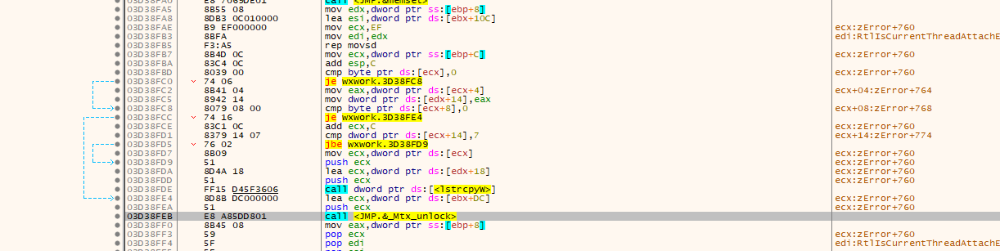 03D38FA5 8B55 08 mov edx,dword ptr ss:[ebp+8]
03D38FA8 8DB3 0C010000 lea esi,dword ptr ds:[ebx+10C]
03D38FAE B9 EF000000 mov ecx,EF ecx:zError+760
03D38FB3 8BFA mov edi,edx edi:RtlIsCurrentThreadAttachE
03D38FB5 F3:A5 rep movsd
03D38FB7 8B4D 0C mov ecx,dword ptr ss:[ebp+C] ecx:zError+760
03D38FBA 83C4 0C add esp,C
03D38FBD 8039 00 cmp byte ptr ds:[ecx],0 ecx:zError+760
03D38FC0 74 06 je wxwork.3D38FC8
03D38FC2 8B41 04 mov eax,dword ptr ds:[ecx+4] ecx+04:zError+764
03D38FC5 8942 14 mov dword ptr ds:[edx+14],eax
03D38FC8 8079 08 00 cmp byte ptr ds:[ecx+8],0 ecx+08:zError+768
03D38FCC 74 16 je wxwork.3D38FE4
03D38FCE 83C1 0C add ecx,C ecx:zError+760
03D38FD1 8379 14 07 cmp dword ptr ds:[ecx+14],7 ecx+14:zError+774
03D38FD5 76 02 jbe wxwork.3D38FD9
03D38FD7 8B09 mov ecx,dword ptr ds:[ecx] ecx:zError+760
03D38FD9 51 push ecx ecx:zError+760
03D38FDA 8D4A 18 lea ecx,dword ptr ds:[edx+18] ecx:zError+760
03D38FDD 51 push ecx ecx:zError+760
03D38FDE FF15 D45F3606 call dword ptr ds:[<lstrcpyW>]
03D38FE4 8D8B DC000000 lea ecx,dword ptr ds:[ebx+DC] ecx:zError+760
03D38FEA 51 push ecx ecx:zError+760
03D38FEB E8 A85DD801 call <JMP.&_Mtx_unlock>
03D38FF0 8B45 08 mov eax,dword ptr ss:[ebp+8]
03D38FF3 59 pop ecx ecx:zError+760
03D38FF4 5F pop edi edi:RtlIsCurrentThreadAttachE